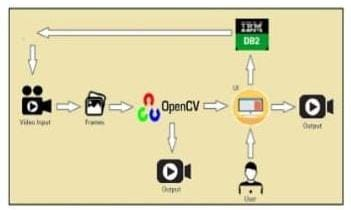 IBM
DB2
UI
Video Input
Frames
OpenCV
Output
Output
User